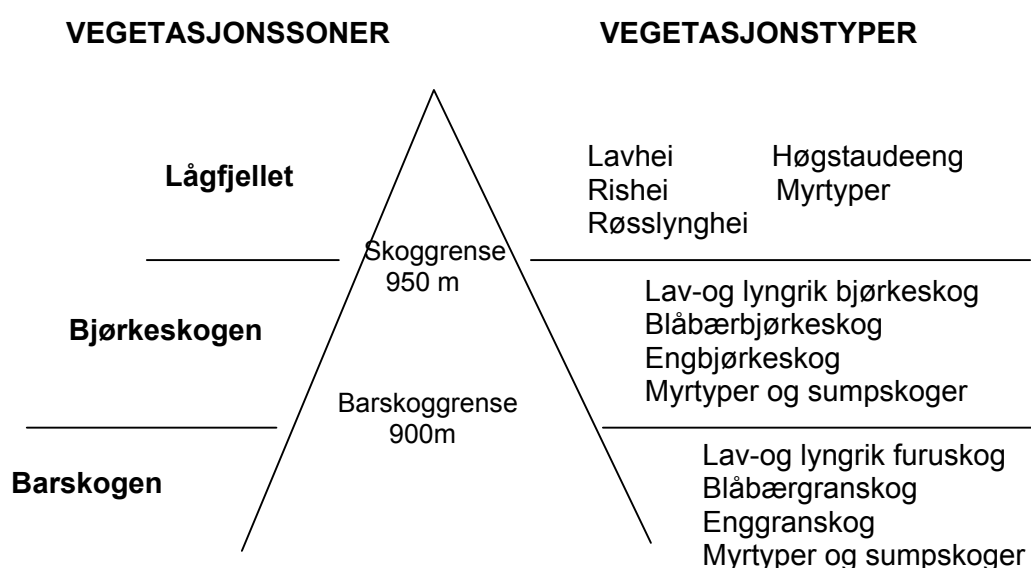 VEGETASJONSSONER VEGETASJONSTYPER
Lågfjellet
Lavhei Høgstaudeeng
Rishei Myrtyper
Røsslynghei
Skoggrense
950 m
Bjørkeskogen
Lav-og lyngrik bjørkeskog
Blåbærbjørkeskog
Engbjørkeskog
Myrtyper og sumpskoger
Barskoggrense
900m
Barskogen
Lav-og lyngrik furuskog
Blåbærgranskog
Enggranskog
Myrtyper og sumpskoger